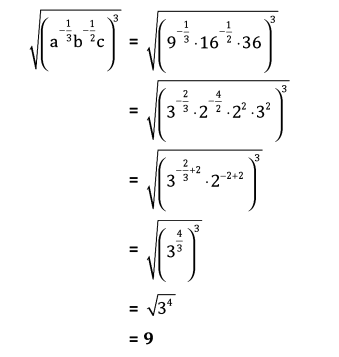 √((a^(-1/3) b^(-1/2) c)^3) = √((9^(-1/3) · 16^(-1/2) · 36)^3)
= √((3^(-2/3) · 2^(-4/2) · 2^2 · 3^2)^3)
= √((3^(-2/3+2) · 2^(-2+2))^3)
= √((3^(4/3))^3)
= √(3^4)
= 9